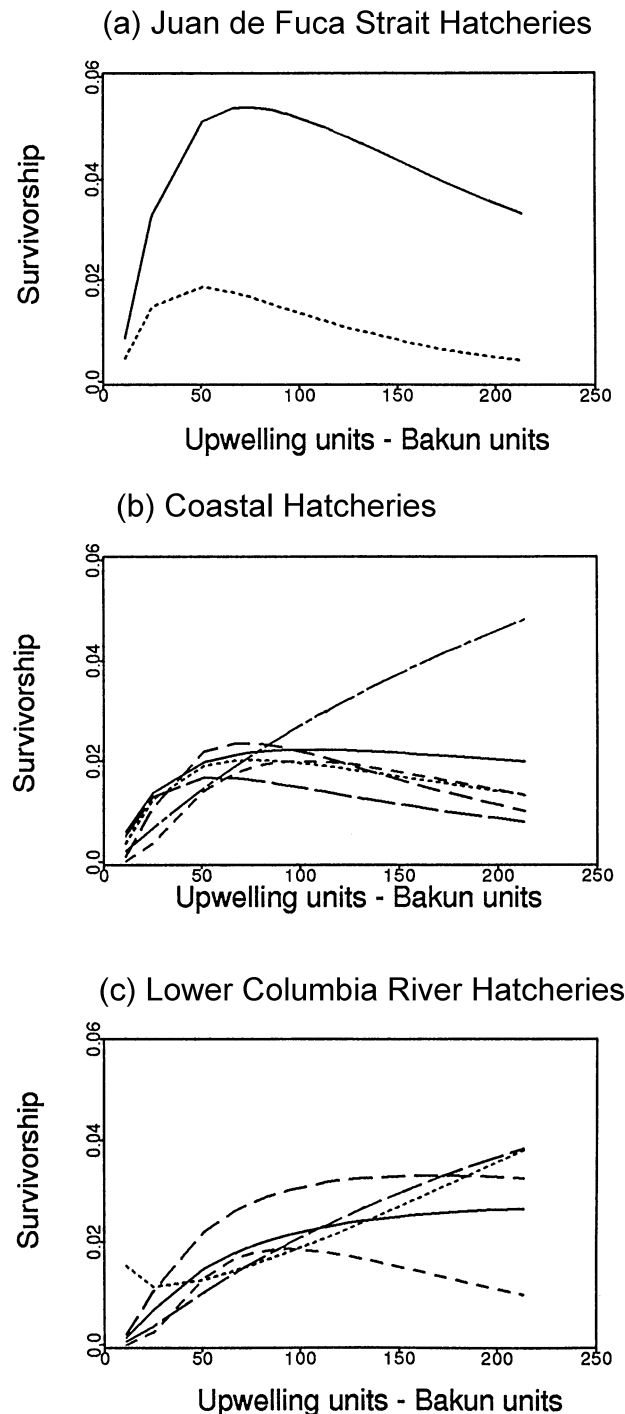 (a) Juan de Fuca Strait Hatcheries
0.06
0.04
0.02
0.0
Survivorship
0 50 100 150 200 250
Upwelling units - Bakun units
(b) Coastal Hatcheries
0.06
0.04
0.02
0.0
Survivorship
0 50 100 150 200 250
Upwelling units - Bakun units
(c) Lower Columbia River Hatcheries
0.06
0.04
0.02
0.0
Survivorship
0 50 100 150 200 250
Upwelling units - Bakun units